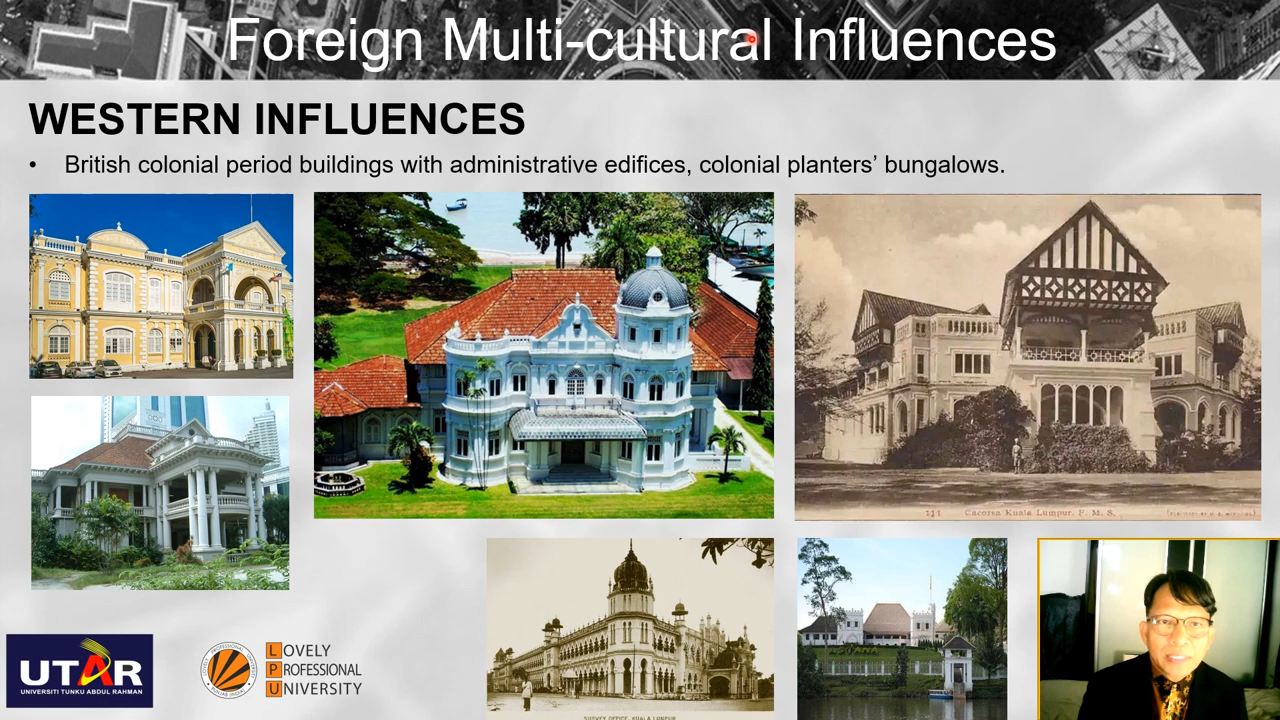 Foreign Multi-cultural Influences
WESTERN INFLUENCES
• British colonial period buildings with administrative edifices, colonial planters’ bungalows.
Carcosa Kuala Lumpur, F. M. S.
ISTANA
SURVEY OFFICE, KUALA LUMPUR
UTAR
UNIVERSITI TUNKU ABDUL RAHMAN
LOVELY
PROFESSIONAL
UNIVERSITY